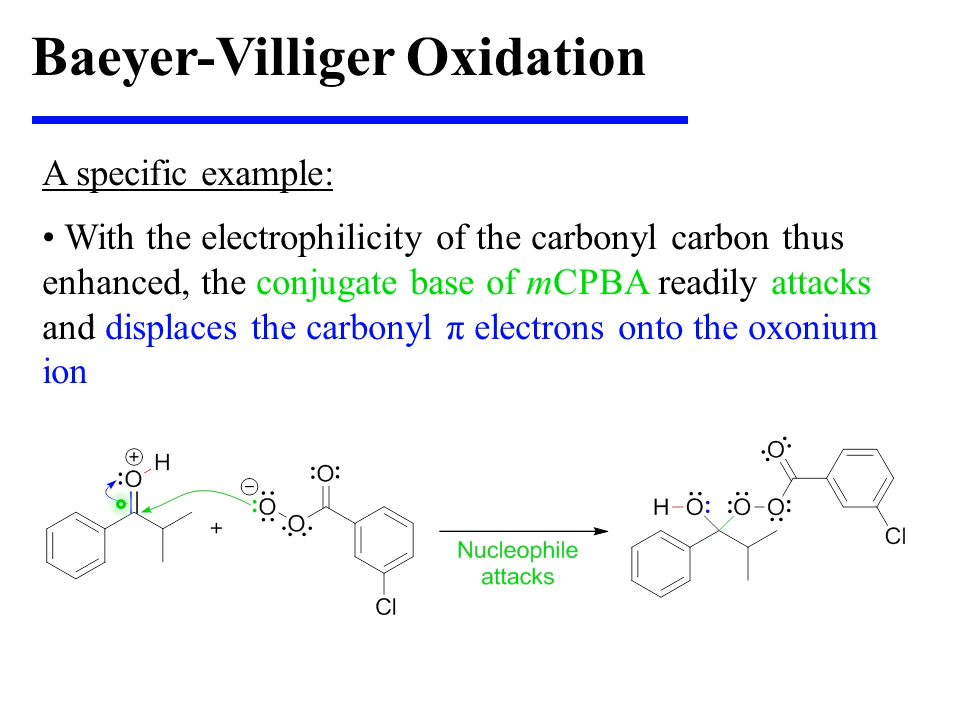 Baeyer-Villiger Oxidation
A specific example:
• With the electrophilicity of the carbonyl carbon thus
enhanced, the conjugate base of mCPBA readily attacks
and displaces the carbonyl π electrons onto the oxonium
ion
+ H
O
− O
O
O
+
Cl
Nucleophile
attacks
O
H O O O
Cl